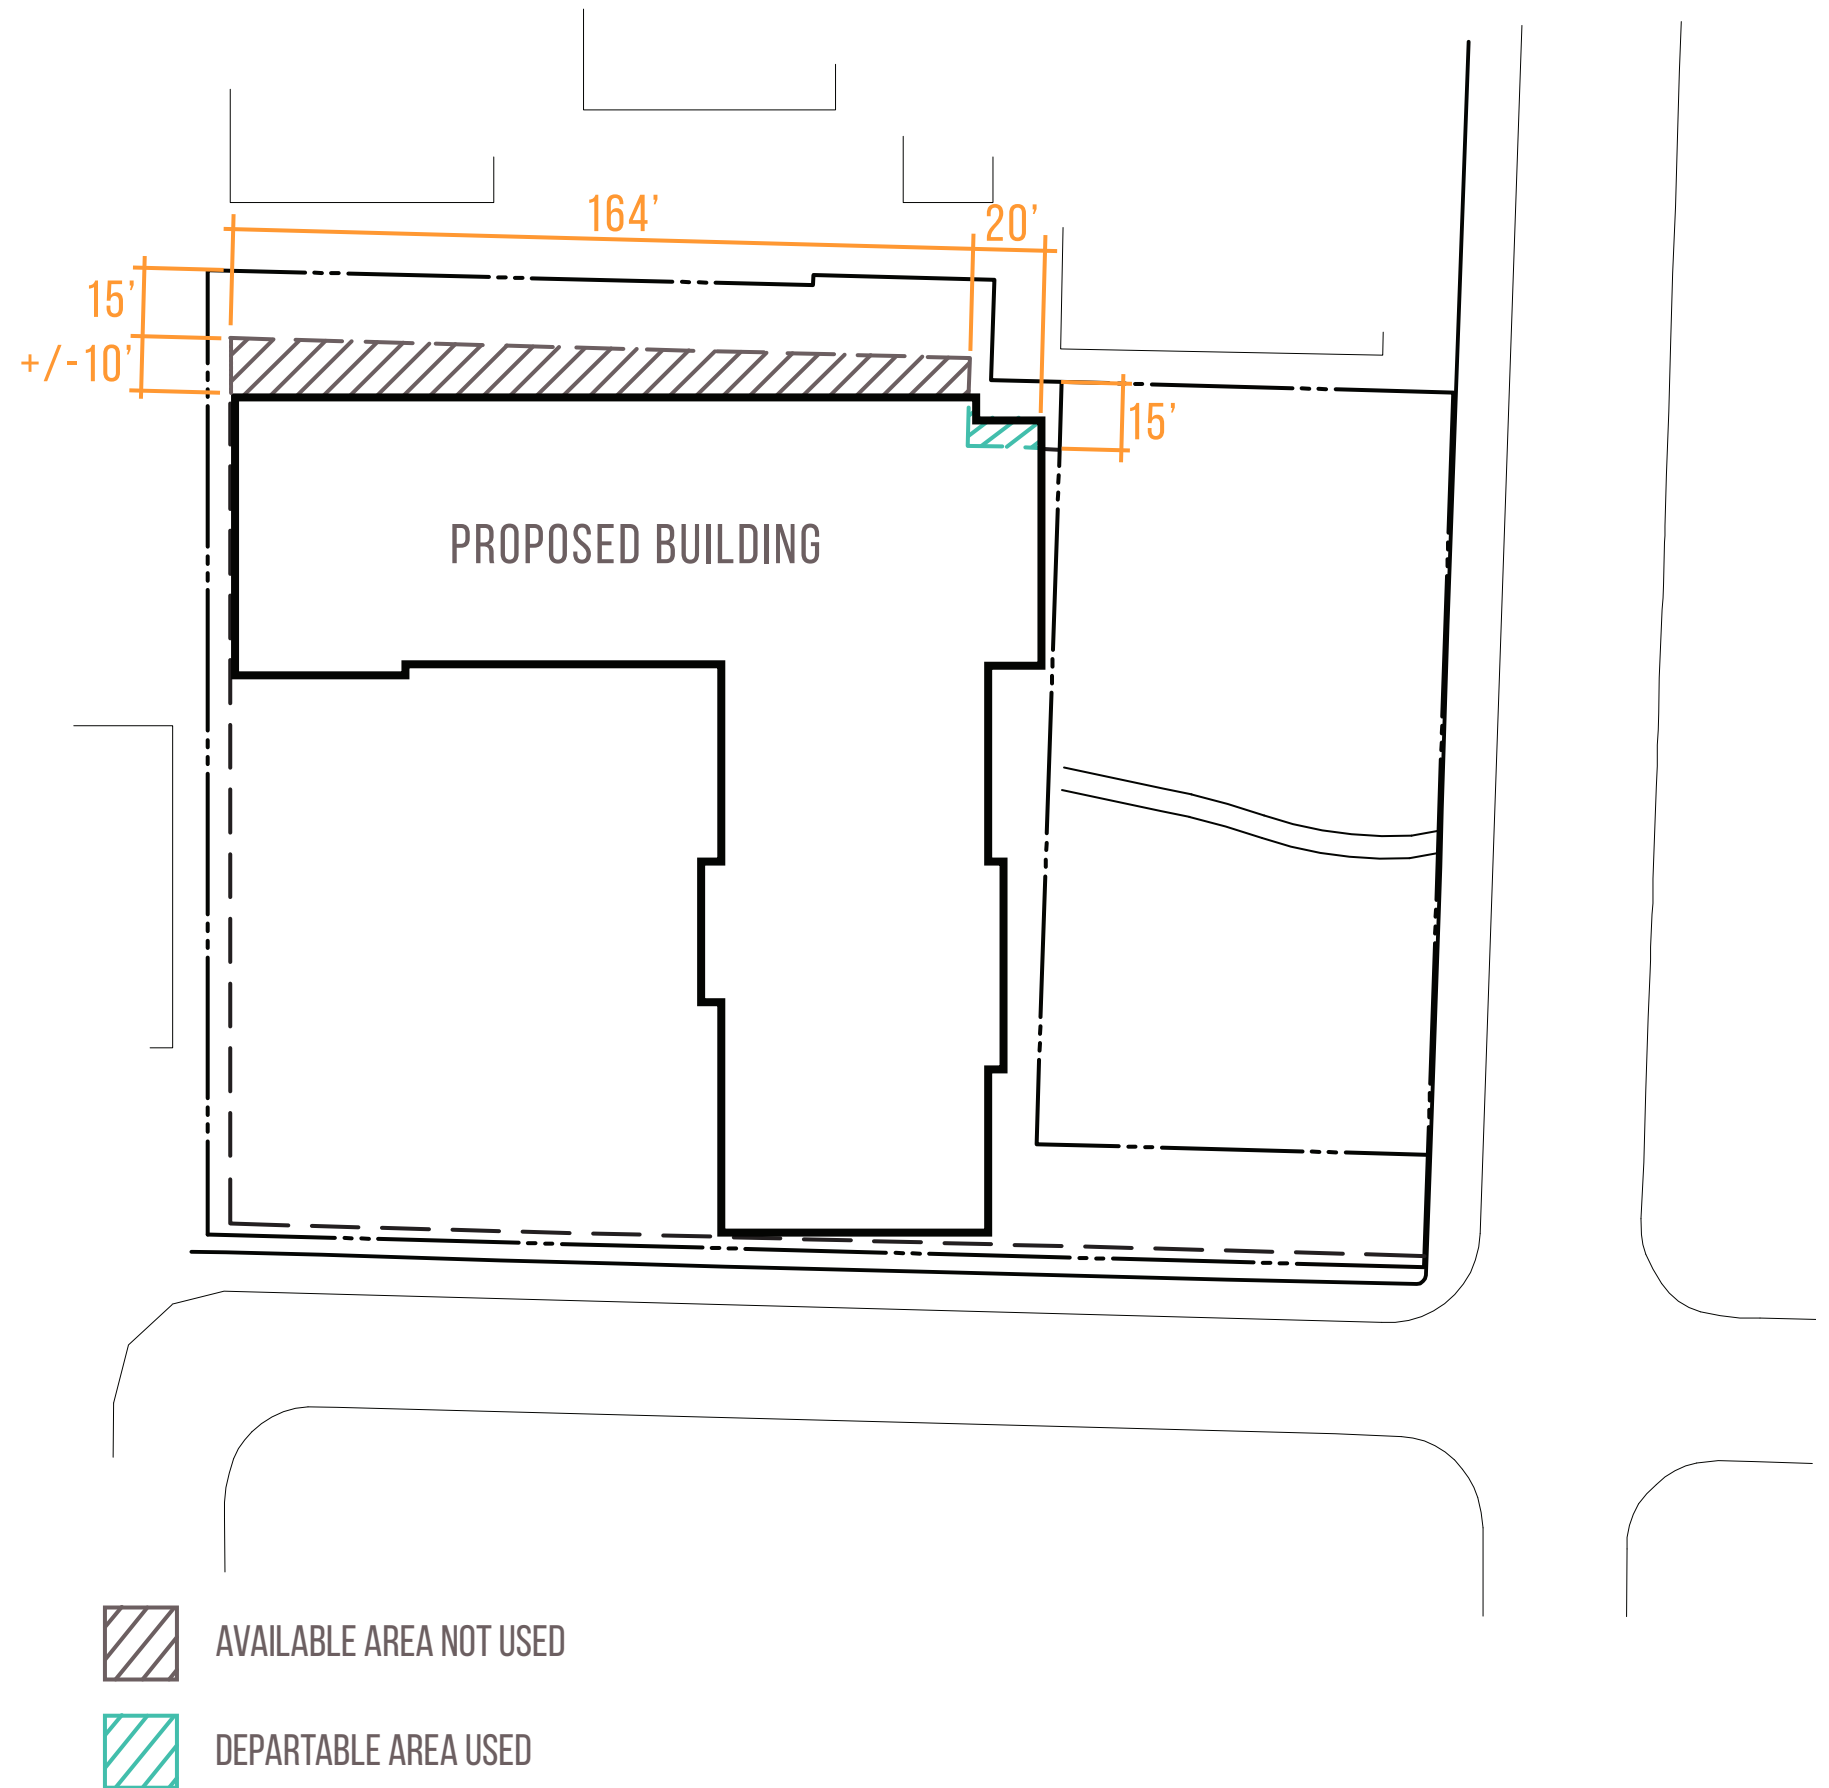 164'
20'
15'
+/-10'
15'
PROPOSED BUILDING
AVAILABLE AREA NOT USED
DEPARTABLE AREA USED